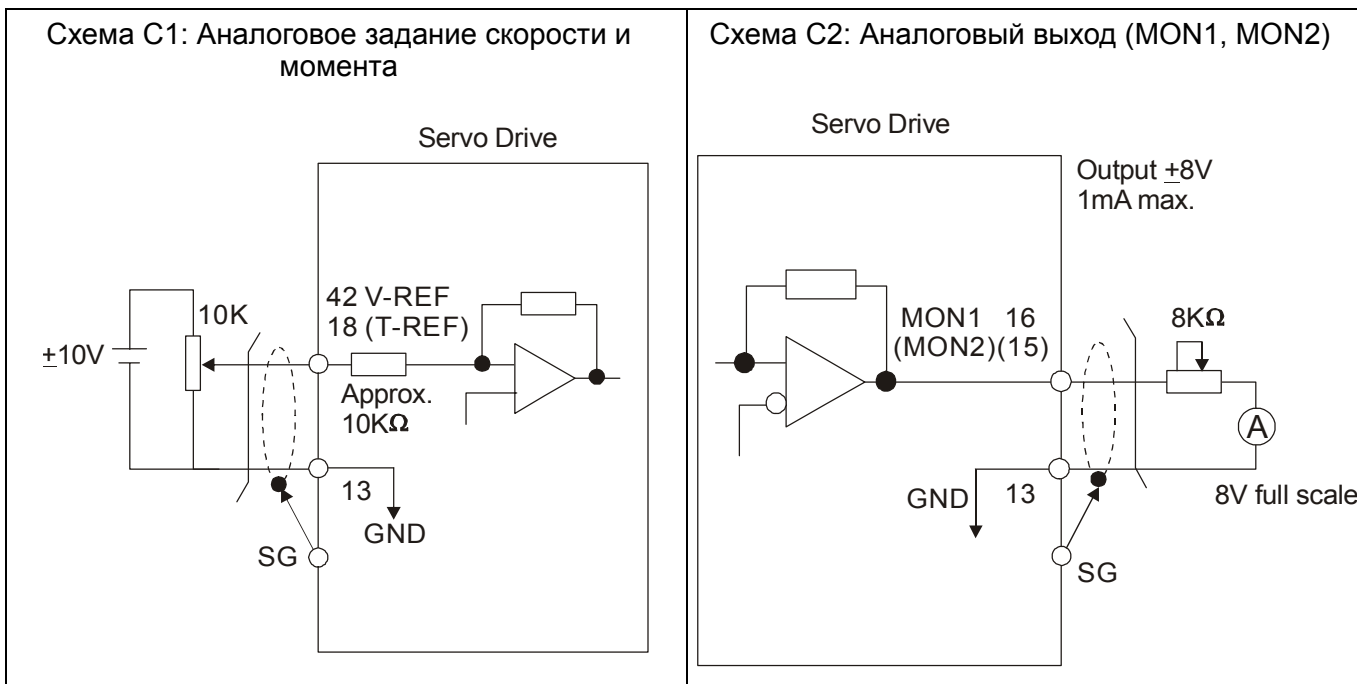 Схема C1: Аналоговое задание скорости и
момента
Servo Drive
±10V
10K
42 V-REF
18 (T-REF)
Approx.
10KΩ
13
GND
SG
Схема C2: Аналоговый выход (MON1, MON2)
Servo Drive
Output ±8V
1mA max.
MON1 16
(MON2)(15)
8KΩ
A
GND
13
8V full scale
SG